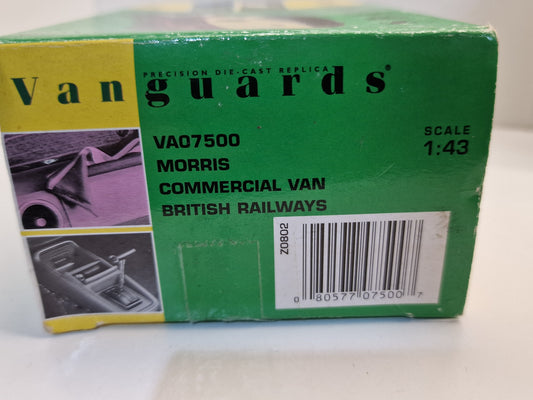 PRECISION DIE-CAST REPLICA
Vanguards®
SCALE
1:43
VA07500
MORRIS
COMMERCIAL VAN
BRITISH RAILWAYS
Z0802
0 80577 07500 7